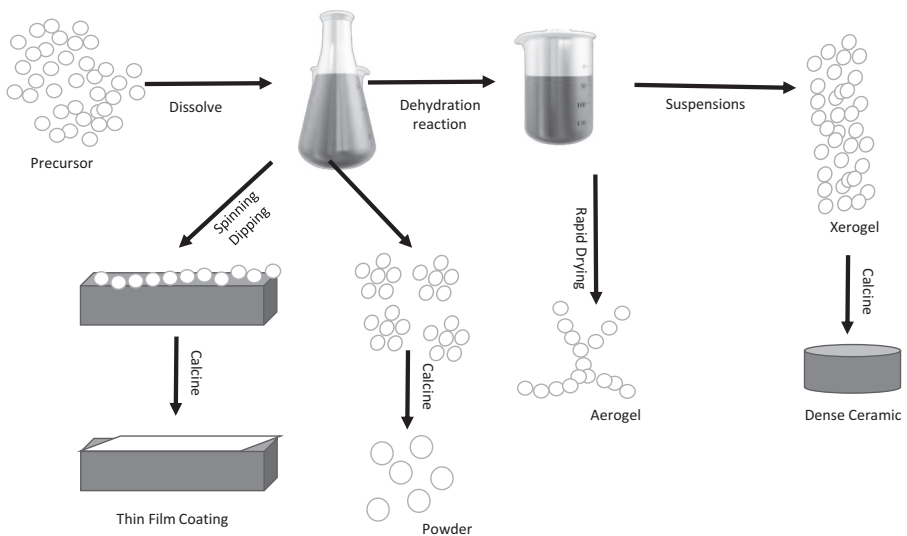 Precursor
Dissolve
Dehydration
reaction
Suspensions
Xerogel
Spinning
Dipping
Rapid Drying
Calcine
Calcine
Calcine
Aerogel
Dense Ceramic
Thin Film Coating
Powder